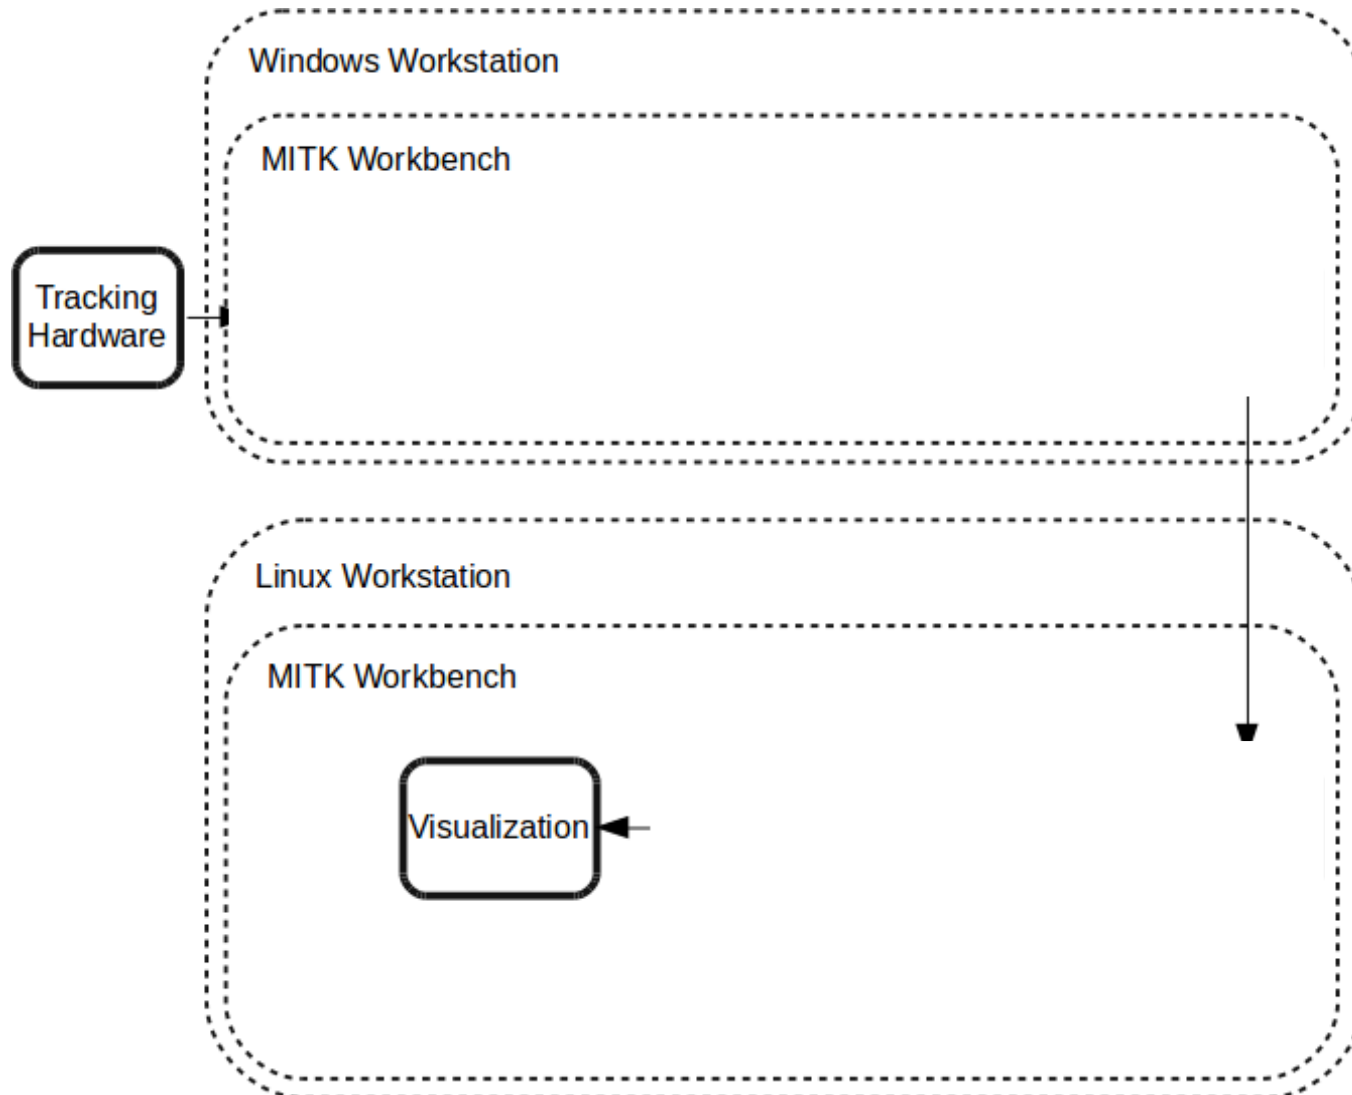 Windows Workstation
MITK Workbench
Tracking
Hardware
Linux Workstation
MITK Workbench
Visualization